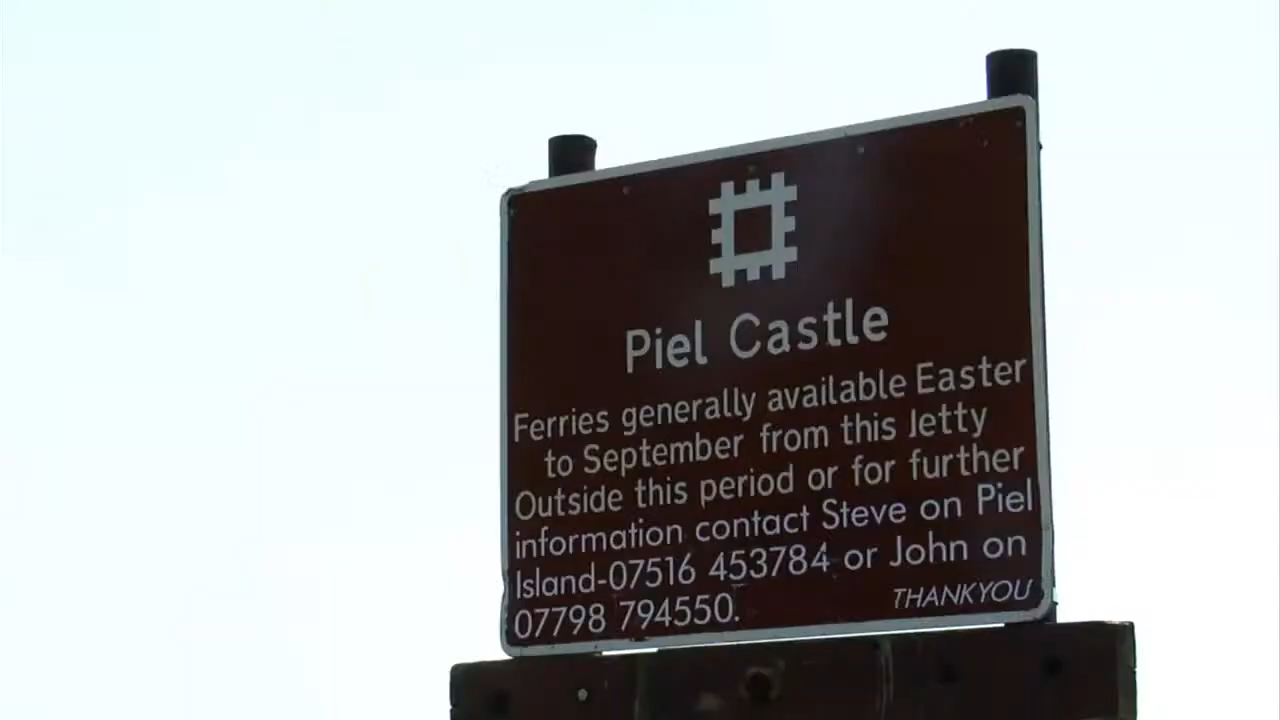 Piel Castle
Ferries generally available Easter
to September from this Jetty
Outside this period or for further
information contact Steve on Piel
Island-07516 453784 or John on
07798 794550.
THANKYOU